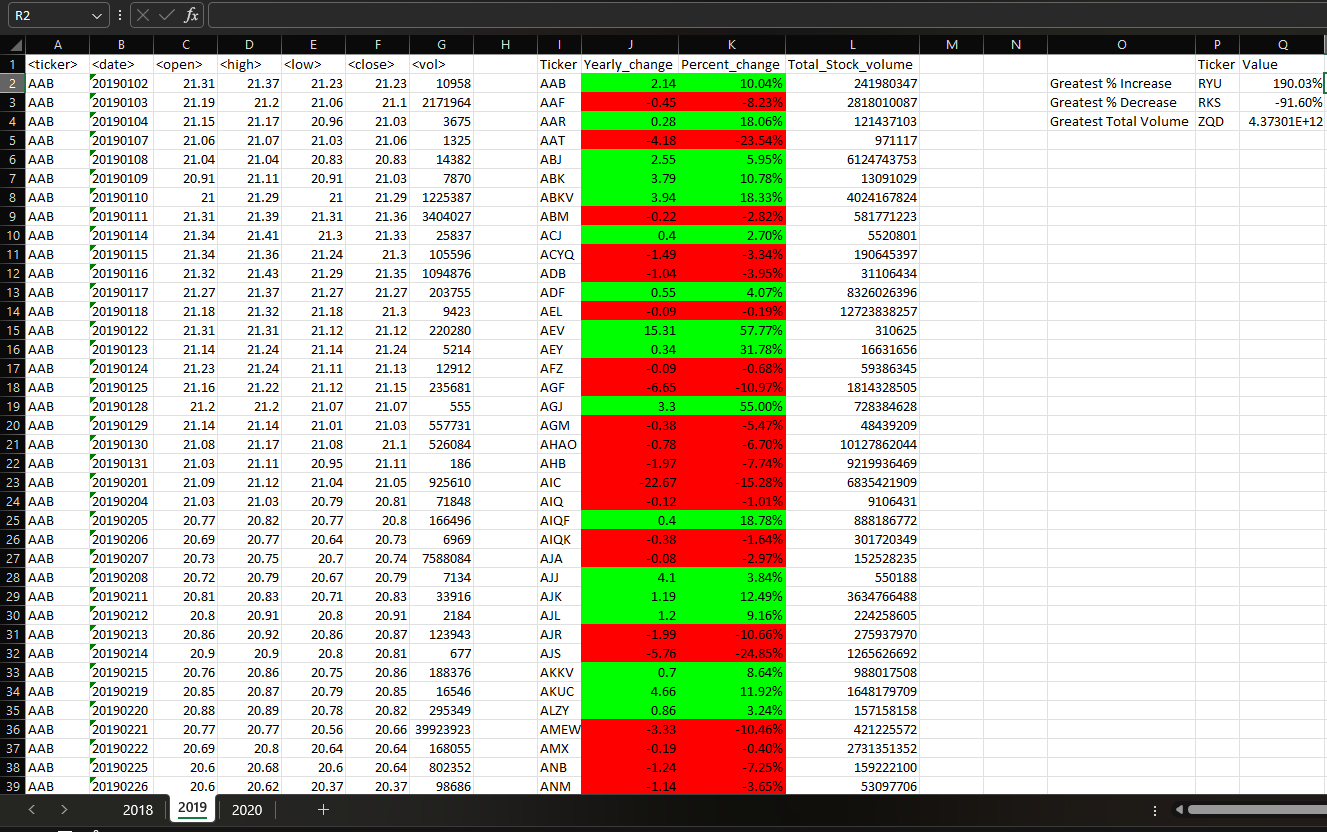 R2 fx
A B C D E F G H I J K L M N O P Q
1 <ticker> <date> <open> <high> <low> <close> <vol> Ticker Yearly_change Percent_change Total_Stock_volume Ticker Value
2 AAB 20190102 21.31 21.37 21.23 21.23 10958 AAB 2.14 10.04% 241980347 Greatest % Increase RYU 190.03%
3 AAB 20190103 21.19 21.2 21.06 21.1 2171964 AAF -0.45 -8.23% 2818010087 Greatest % Decrease RKS -91.60%
4 AAB 20190104 21.15 21.17 20.96 21.03 3675 AAR 0.28 18.06% 121437103 Greatest Total Volume ZQD 4.37301E+12
5 AAB 20190107 21.06 21.07 21.03 21.06 1325 AAT -4.18 -23.54% 971117
6 AAB 20190108 21.04 21.04 20.83 20.83 14382 ABJ 2.55 5.95% 6124743753
7 AAB 20190109 20.91 21.11 20.91 21.03 7870 ABK 3.79 10.78% 13091029
8 AAB 20190110 21 21.29 21 21.29 1225387 ABKV 3.94 18.33% 4024167824
9 AAB 20190111 21.31 21.39 21.31 21.36 3404027 ABM -0.22 -2.82% 581771223
10 AAB 20190114 21.34 21.41 21.3 21.33 25837 ACJ 0.4 2.70% 5520801
11 AAB 20190115 21.34 21.36 21.24 21.3 105596 ACYQ -1.49 -3.34% 190645397
12 AAB 20190116 21.32 21.43 21.29 21.35 1094876 ADB -1.04 -3.95% 31106434
13 AAB 20190117 21.27 21.37 21.27 21.27 203755 ADF 0.55 4.07% 8326026396
14 AAB 20190118 21.18 21.32 21.18 21.3 9423 AEL -0.09 -0.19% 12723838257
15 AAB 20190122 21.31 21.31 21.12 21.12 220280 AEV 15.31 57.77% 310625
16 AAB 20190123 21.14 21.24 21.14 21.24 5214 AEY 0.34 31.78% 16631656
17 AAB 20190124 21.23 21.24 21.11 21.13 12912 AFZ -0.09 -0.68% 59386345
18 AAB 20190125 21.16 21.22 21.12 21.15 235681 AGF -6.65 -10.97% 1814328505
19 AAB 20190128 21.2 21.2 21.07 21.07 555 AGJ 3.3 55.00% 728384628
20 AAB 20190129 21.14 21.14 21.01 21.03 557731 AGM -0.38 -5.47% 48439209
21 AAB 20190130 21.08 21.17 21.08 21.1 526084 AHAO -0.78 -6.70% 10127862044
22 AAB 20190131 21.03 21.11 20.95 21.11 186 AHB -1.97 -7.74% 9219936469
23 AAB 20190201 21.09 21.12 21.04 21.05 925610 AIC -22.67 -15.28% 6835421909
24 AAB 20190204 21.03 21.03 20.79 20.81 71848 AIQ -0.12 -1.01% 9106431
25 AAB 20190205 20.77 20.82 20.77 20.8 166496 AIQF 0.4 18.78% 888186772
26 AAB 20190206 20.69 20.77 20.64 20.73 6969 AIQK -0.38 -1.64% 301720349
27 AAB 20190207 20.73 20.75 20.7 20.74 7588084 AJA -0.08 -2.97% 152528235
28 AAB 20190208 20.72 20.79 20.67 20.79 7134 AJJ 4.1 3.84% 550188
29 AAB 20190211 20.81 20.83 20.71 20.83 33916 AJK 1.19 12.49% 3634766488
30 AAB 20190212 20.8 20.91 20.8 20.91 2184 AJL 1.2 9.16% 224258605
31 AAB 20190213 20.86 20.92 20.86 20.87 123943 AJR -1.99 -10.66% 275937970
32 AAB 20190214 20.9 20.9 20.8 20.81 677 AJS -5.76 -24.85% 1265626692
33 AAB 20190215 20.76 20.86 20.75 20.86 188376 AKKV 0.7 8.64% 988017508
34 AAB 20190219 20.85 20.87 20.79 20.85 16546 AKUC 4.66 11.92% 1648179709
35 AAB 20190220 20.88 20.89 20.78 20.82 295349 ALZY 0.86 3.24% 157158158
36 AAB 20190221 20.77 20.77 20.56 20.66 39923923 AMEW -3.33 -10.46% 421225572
37 AAB 20190222 20.69 20.8 20.64 20.64 168055 AMX -0.19 -0.40% 2731351352
38 AAB 20190225 20.6 20.68 20.6 20.64 802352 ANB -1.24 -7.25% 159222100
39 AAB 20190226 20.6 20.62 20.37 20.37 98686 ANM -1.14 -3.65% 53097706
2018 2019 2020